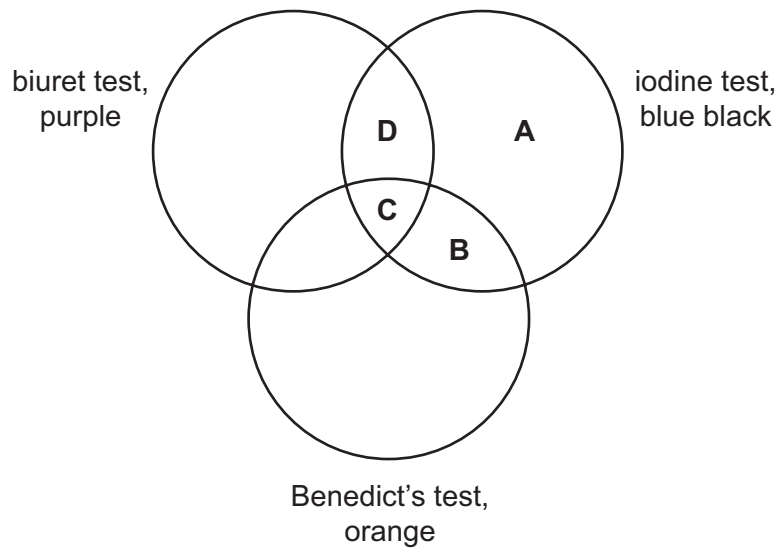 biuret test,
purple
iodine test,
blue black
D
A
C
B
Benedict's test,
orange